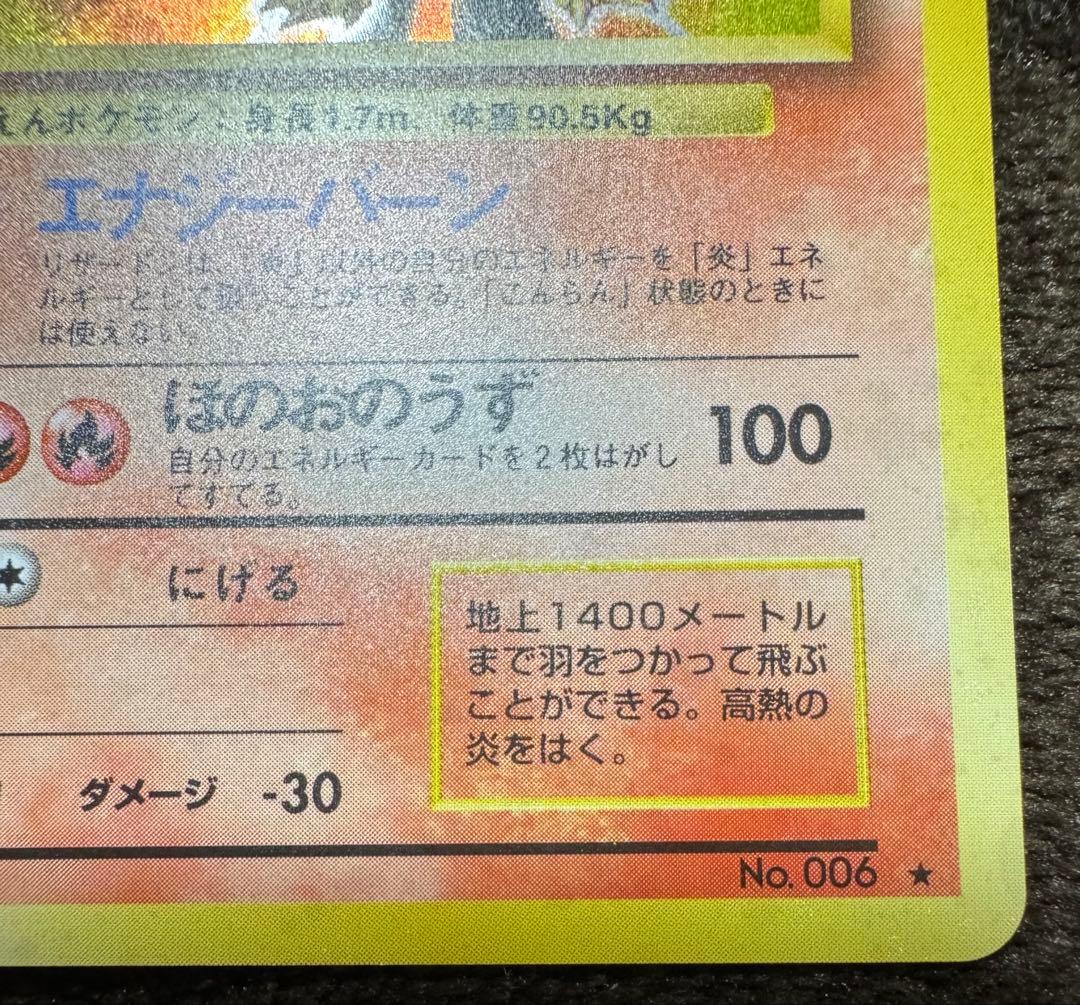 えんポケモン : 身長1.7m, 体重90.5Kg
エナジーバーン
リザードンは、「炎」以外の自分のエネルギーを「炎」エネ
ルギーとして扱うことができる。「こんらん」状態のときに
は使えない。
ほのおのうず 100
自分のエネルギーカードを2枚はがし
てすてる。
にげる
地上1400メートル
まで羽をつかって飛ぶ
ことができる。高熱の
炎をはく。
ダメージ -30
No. 006 ★